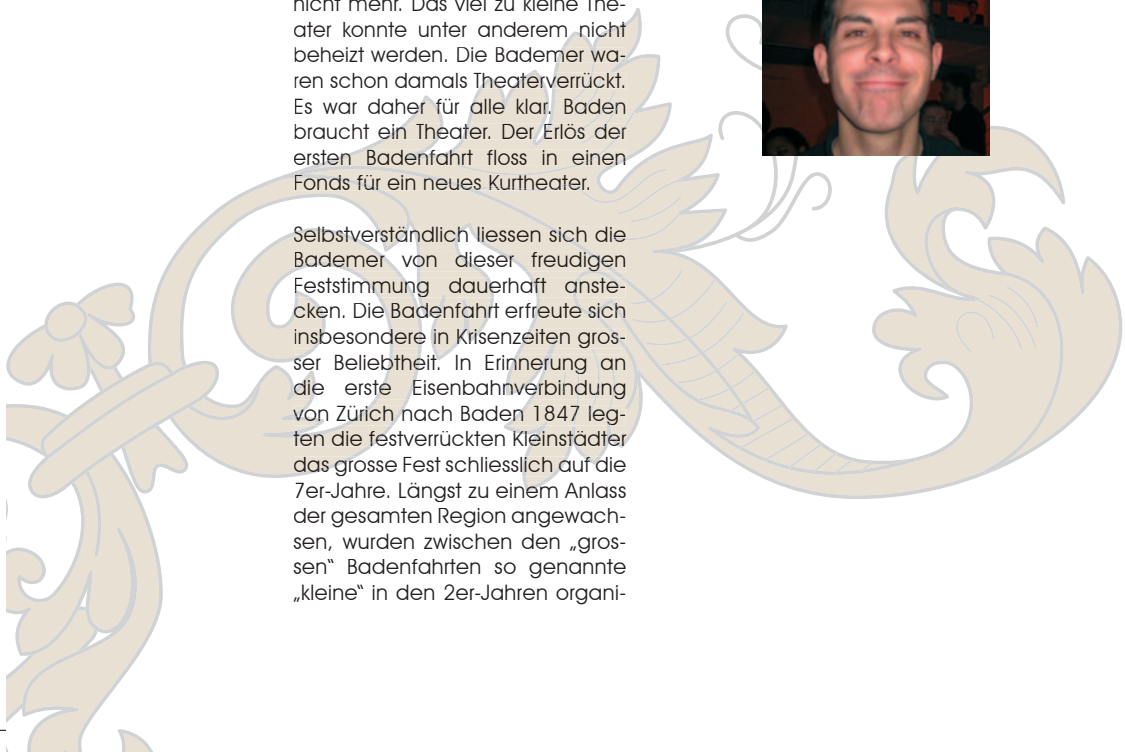 nicht mehr. Das viel zu kleine The-
ater konnte unter anderem nicht
beheizt werden. Die Bademer wa-
ren schon damals Theaterverrückt.
Es war daher für alle klar. Baden
braucht ein Theater. Der Erlös der
ersten Badenfahrt floss in einen
Fonds für ein neues Kurtheater.
Selbstverständlich liessen sich die
Bademer von dieser freudigen
Feststimmung dauerhaft anste-
cken. Die Badenfahrt erfreute sich
insbesondere in Krisenzeiten gros-
ser Beliebtheit. In Erinnerung an
die erste Eisenbahnverbindung
von Zürich nach Baden 1847 leg-
ten die festverrückten Kleinstädter
das grosse Fest schliesslich auf die
7er-Jahre. Längst zu einem Anlass
der gesamten Region angewach-
sen, wurden zwischen den „gros-
sen“ Badenfahrten so genannte
„kleine“ in den 2er-Jahren organi-